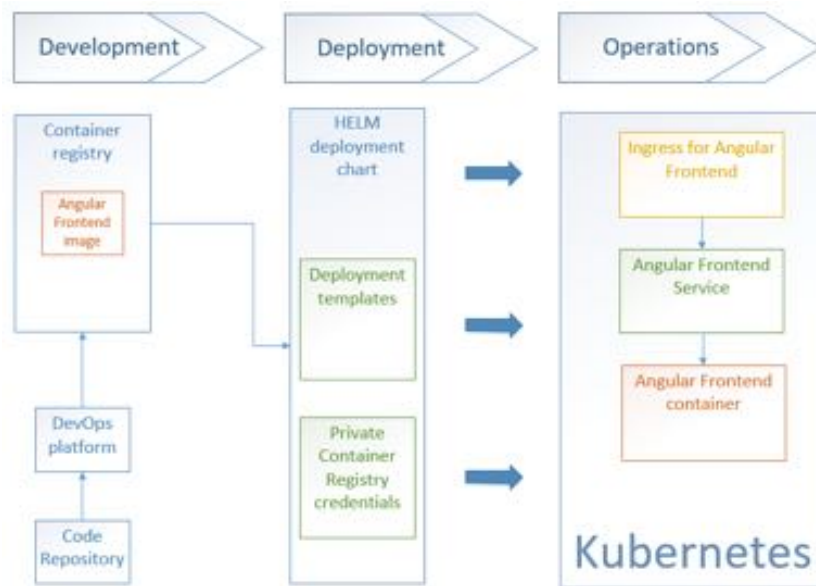 Development
Deployment
Operations
Container
registry
Angular
Frontend
image
DevOps
platform
Code
Repository
HELM
deployment
chart
Deployment
templates
Private
Container
Registry
credentials
Ingress for Angular
Frontend
Angular Frontend
Service
Angular Frontend
container
Kubernetes